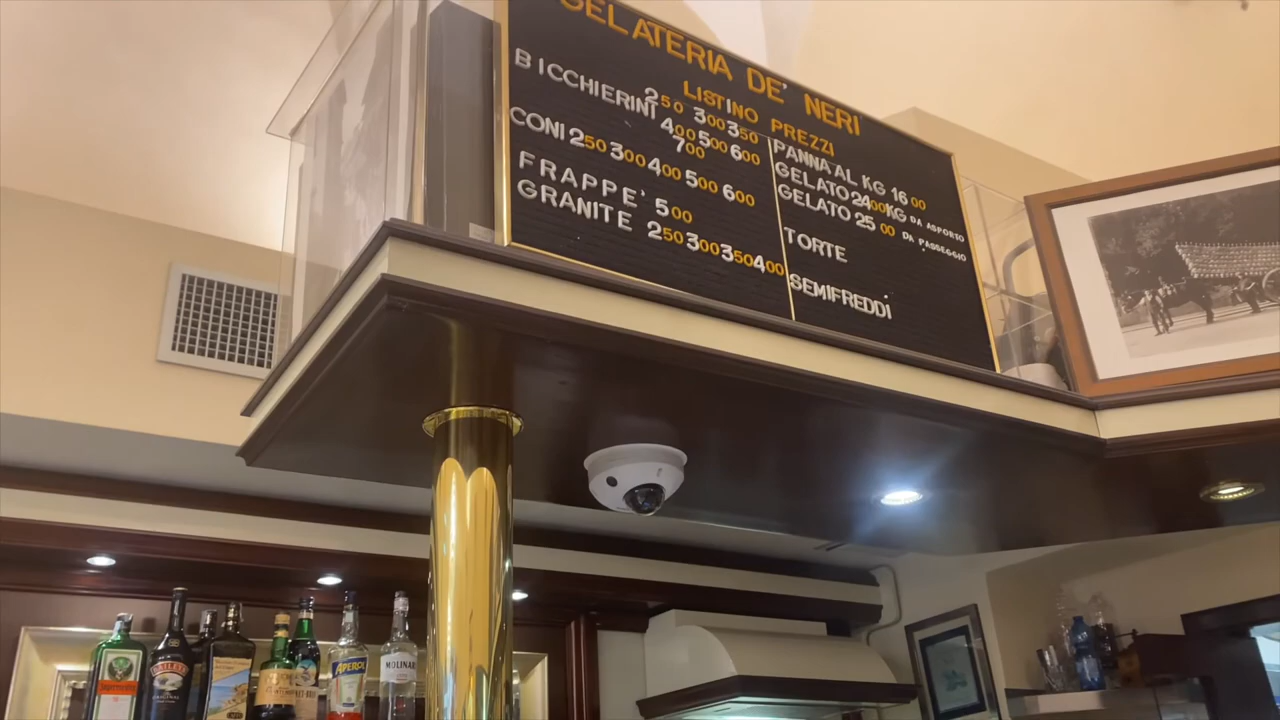 GELATERIA DE' NERI
LISTINO PREZZI
BICCHIERINI 250 300 350
400 500 600
700
CONI 250 300 400 500 600
FRAPPE' 500
GRANITE 250 300 350 400
PANNA AL KG 1600
GELATO 2400 KG DA ASPORTO
GELATO 2500 DA PASSEGGIO
TORTE
SEMIFREDDI
Jägermeister
BAILEYS
ORIGINAL
APEROL
MOLINARI